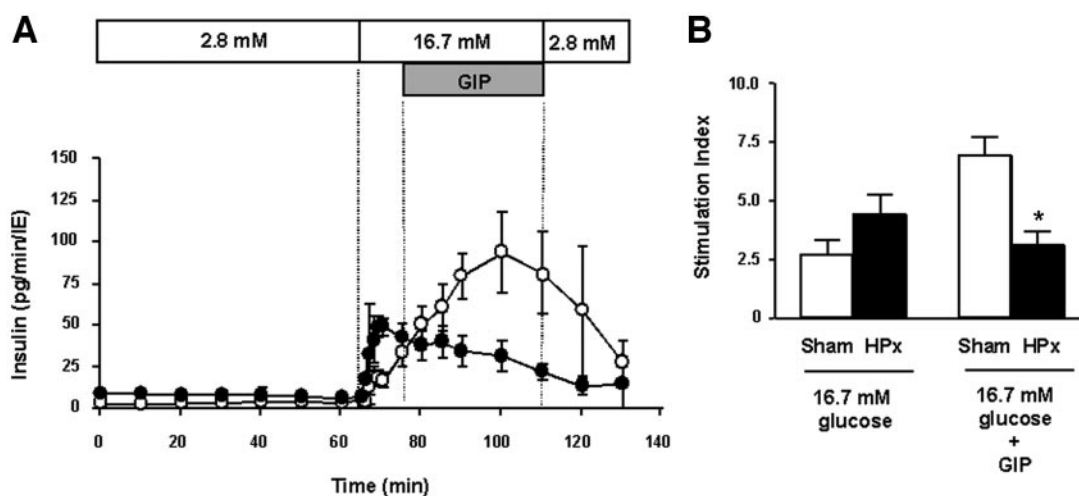 A
2.8 mM 16.7 mM 2.8 mM
GIP
Insulin (pg/min/IE)
150
125
100
75
50
25
0
0 20 40 60 80 100 120 140
Time (min)
B
Stimulation Index
10.0
7.5
5.0
2.5
0
*
Sham HPx Sham HPx
16.7 mM glucose
16.7 mM glucose + GIP